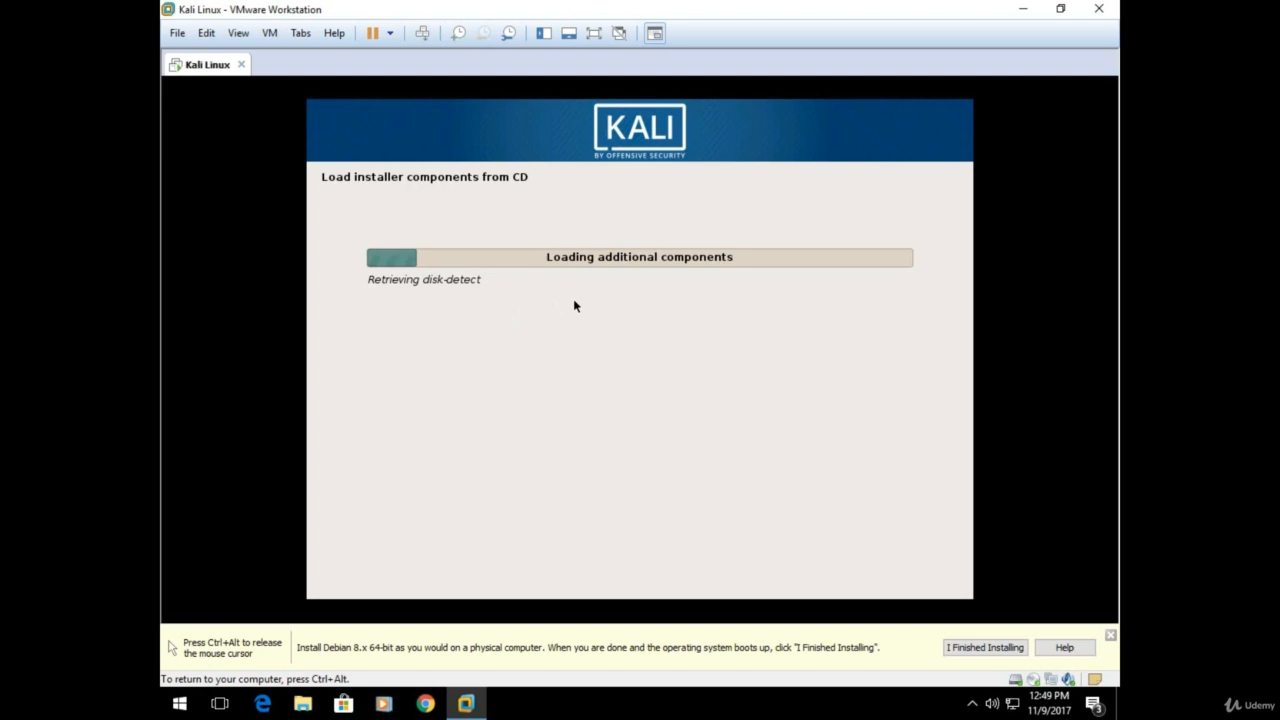 Kali Linux - VMware Workstation
File Edit View VM Tabs Help
Kali Linux
KALI
BY OFFENSIVE SECURITY
Load installer components from CD
Loading additional components
Retrieving disk-detect
Press Ctrl+Alt to release
the mouse cursor
Install Debian 8.x 64-bit as you would on a physical computer. When you are done and the operating system boots up, click "I Finished Installing".
I Finished Installing
Help
To return to your computer, press Ctrl+Alt.
12:49 PM
11/9/2017
3
Udemy